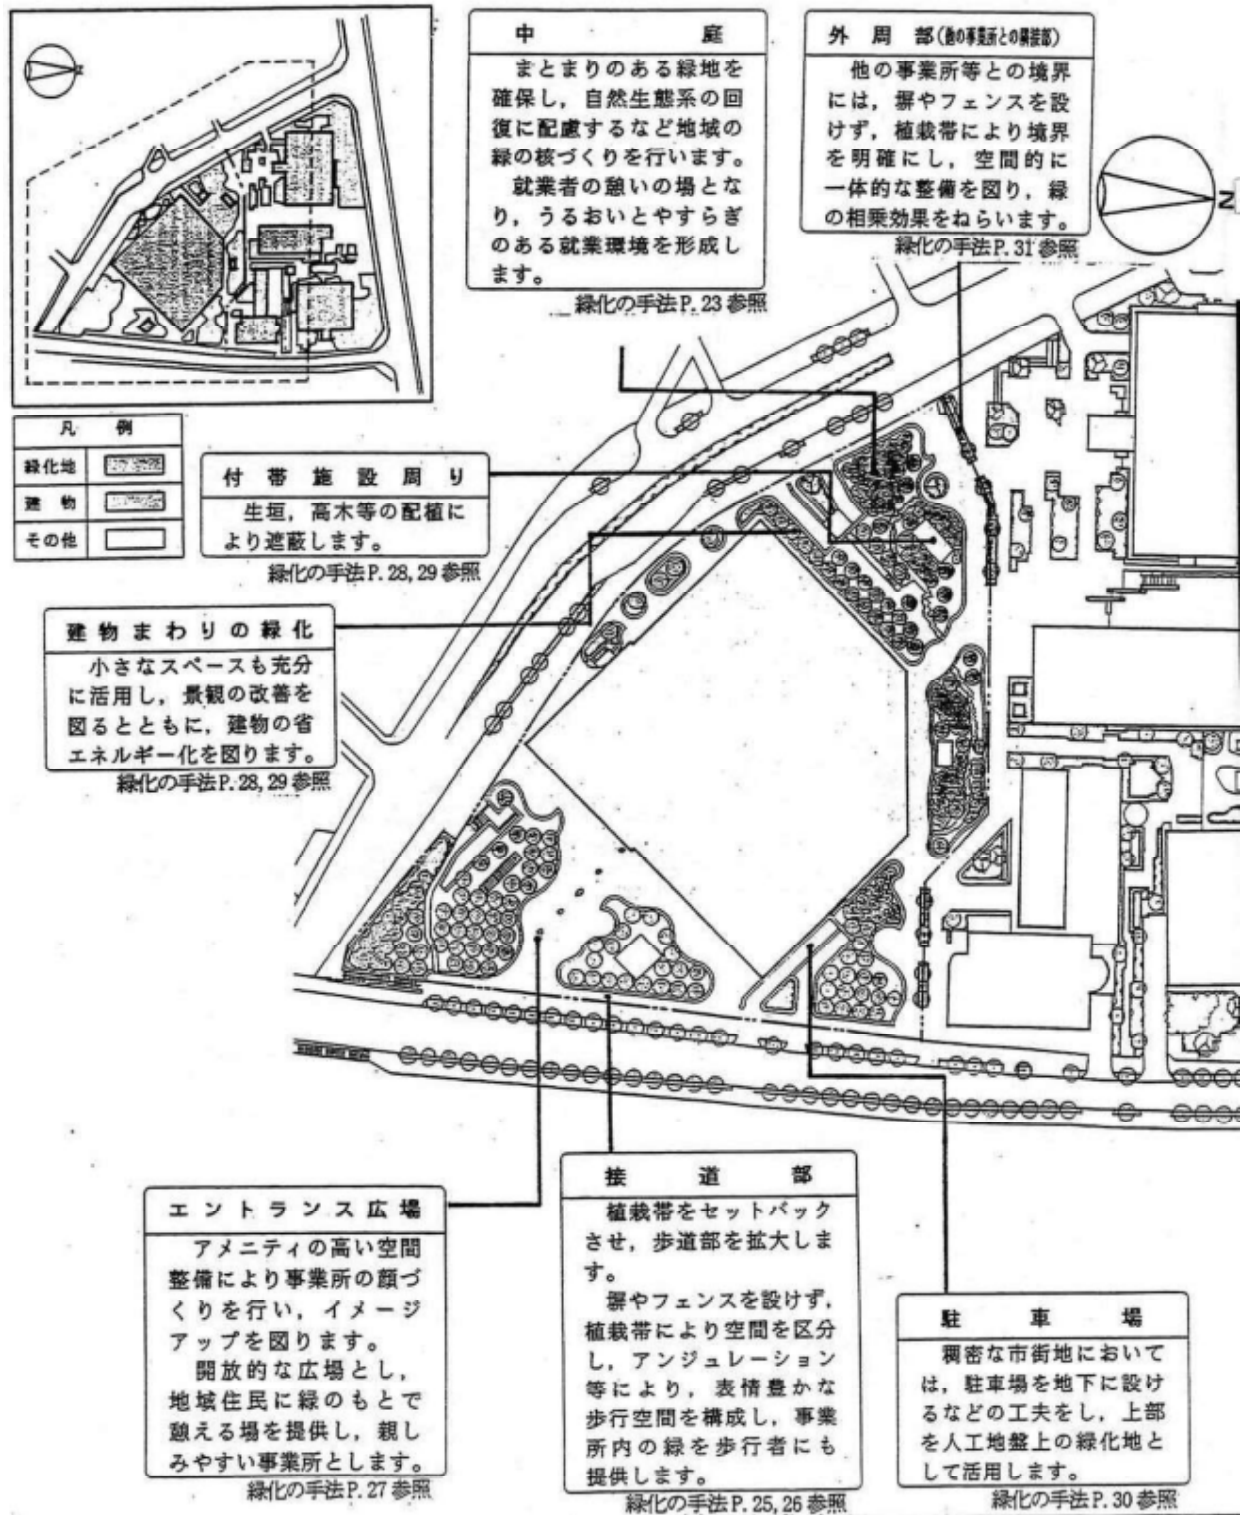 中庭
まとまりのある緑地を
確保し，自然生態系の回
復に配慮するなど地域の
緑の核づくりを行います。
就業者の憩いの場とな
り，うるおいとやすらぎ
のある就業環境を形成し
ます。
緑化の手法P.23参照
外周部(他の事業所との隣接部)
他の事業所等との境界
には，塀やフェンスを設
けず，植栽帯により境界
を明確にし，空間的に
一体的な整備を図り，緑
の相乗効果をねらいます。
緑化の手法P.31参照
N
凡例
緑化地
建物
その他
付帯施設周り
生垣，高木等の配植に
より遮蔽します。
緑化の手法P.28,29参照
建物まわりの緑化
小さなスペースも充分
に活用し，景観の改善を
図るとともに，建物の省
エネルギー化を図ります。
緑化の手法P.28,29参照
エントランス広場
アメニティの高い空間
整備により事業所の顔づ
くりを行い，イメージ
アップを図ります。
開放的な広場とし，
地域住民に緑のもとで
憩える場を提供し，親し
みやすい事業所とします。
緑化の手法P.27参照
接道部
植栽帯をセットバック
させ，歩道部を拡大しま
す。
塀やフェンスを設けず，
植栽帯により空間を区分
し，アンジュレーション
等により，表情豊かな
歩行空間を構成し，事業
所内の緑を歩行者にも
提供します。
緑化の手法P.25,26参照
駐車場
稠密な市街地において
は，駐車場を地下に設け
るなどの工夫をし，上部
を人工地盤上の緑化地と
して活用します。
緑化の手法P.30参照